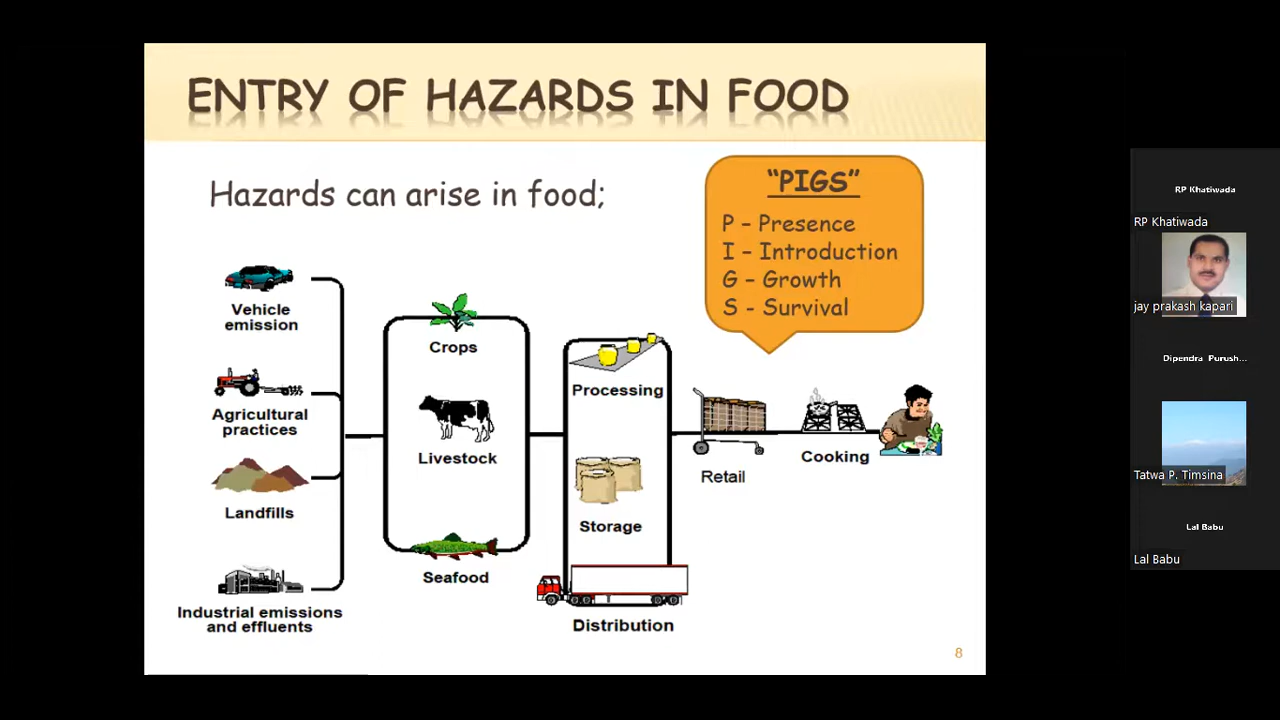 ENTRY OF HAZARDS IN FOOD
Hazards can arise in food;
“PIGS”
P – Presence
I – Introduction
G – Growth
S - Survival
Vehicle
emission
Agricultural
practices
Landfills
Industrial emissions
and effluents
Crops
Livestock
Seafood
Processing
Storage
Distribution
Retail
Cooking
8
RP Khatiwada
RP Khatiwada
jay prakash kapari
Dipendra Purush...
Tatwa P. Timsina
Lal Babu
Lal Babu